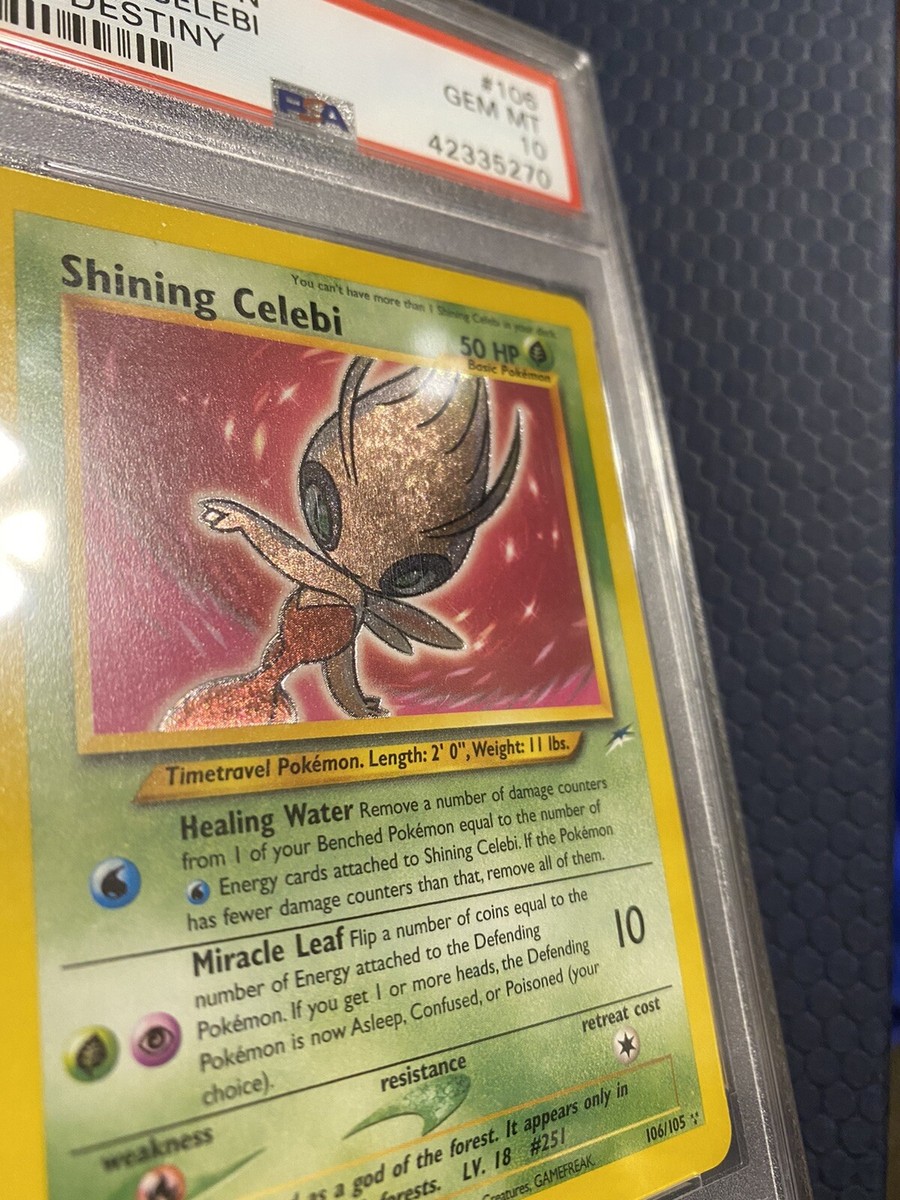 CELEBI
DESTINY
PSA
#106
GEM MT
10
42335270
Shining Celebi
You can't have more than 1 Shining Celebi in your deck.
50 HP
Basic Pokémon
Timetravel Pokémon. Length: 2' 0", Weight: 11 lbs.
Healing Water Remove a number of damage counters
from 1 of your Benched Pokémon equal to the number of
Energy cards attached to Shining Celebi. If the Pokémon
has fewer damage counters than that, remove all of them.
Miracle Leaf Flip a number of coins equal to the
number of Energy attached to the Defending
Pokémon. If you get 1 or more heads, the Defending
Pokémon is now Asleep, Confused, or Poisoned (your
choice).
10
weakness
resistance
retreat cost
as a god of the forest. It appears only in
forests. LV. 18 #251
Creatures, GAMEFREAK.
106/105